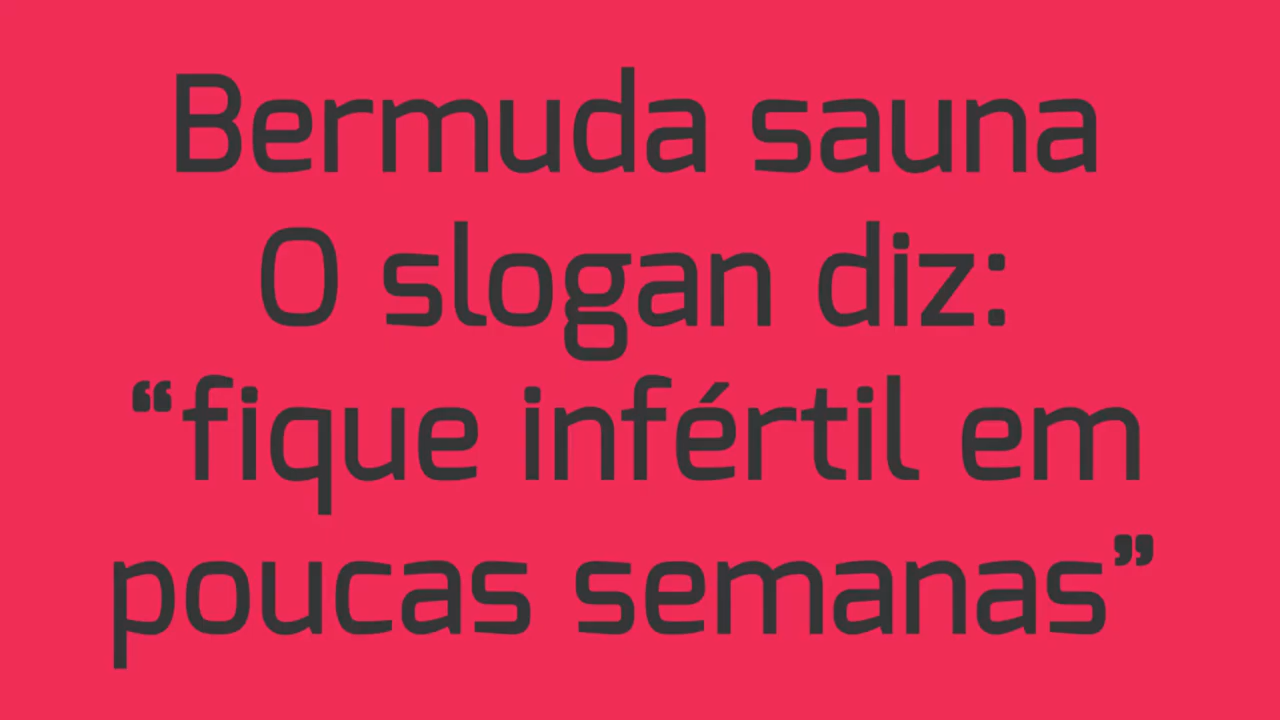 Bermuda sauna
O slogan diz:
“fique infértil em
poucas semanas”